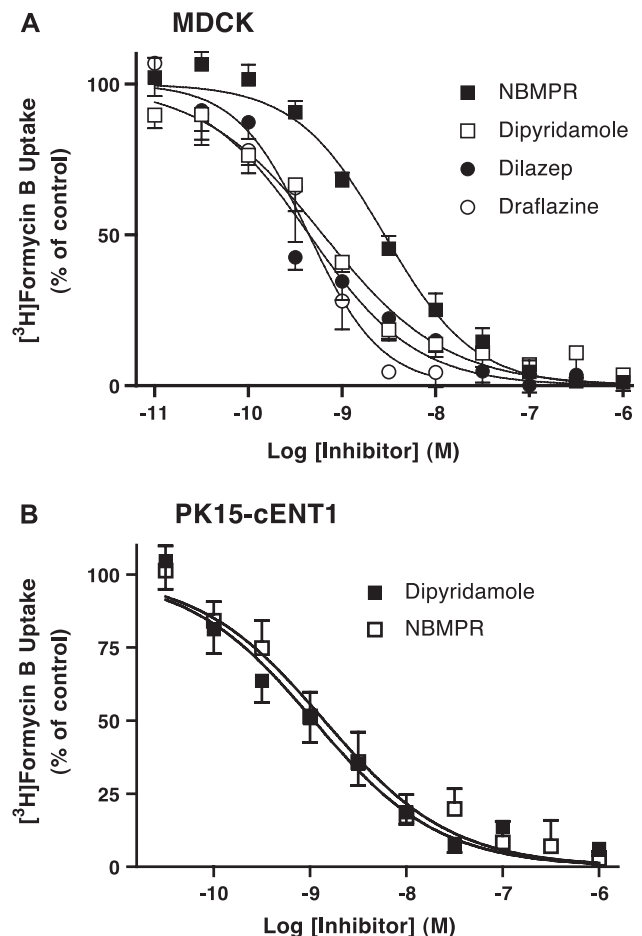 A
MDCK
[³H]Formycin B Uptake
(% of control)
100
50
0
NBMPR
Dipyridamole
Dilazep
Draflazine
-11 -10 -9 -8 -7 -6
Log [Inhibitor] (M)
B
PK15-cENT1
[³H]Formycin B Uptake
(% of control)
100
75
50
25
0
Dipyridamole
NBMPR
-10 -9 -8 -7 -6
Log [Inhibitor] (M)